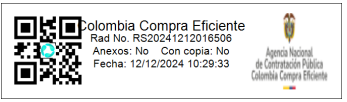 Colombia Compra Eficiente
Rad No. RS20241212016506
Anexos: No Con copia: No
Fecha: 12/12/2024 10:29:33
Agencia Nacional
de Contratación Pública
Colombia Compra Eficiente